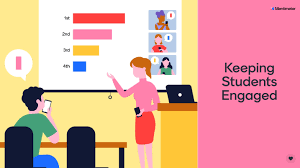 Mentimeter
1st
2nd
3rd
4th
Keeping
Students
Engaged